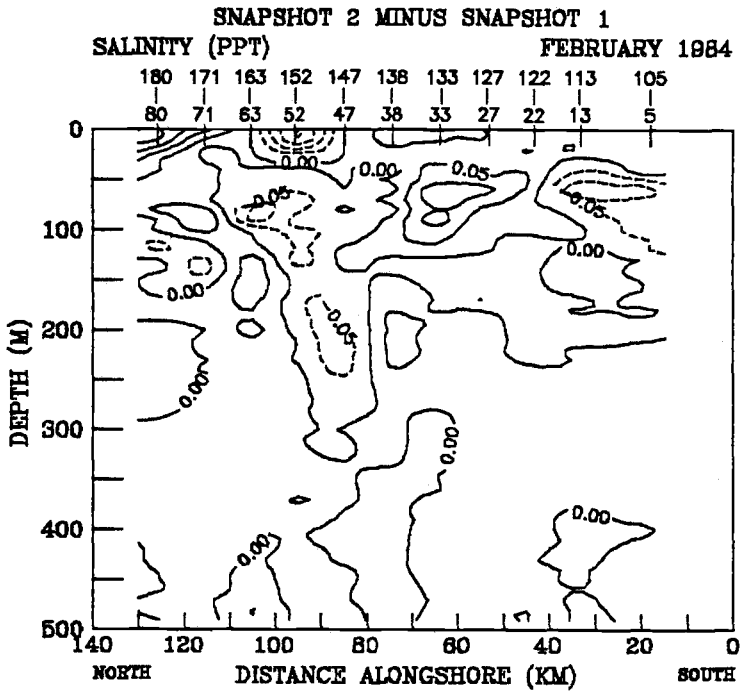 SNAPSHOT 2 MINUS SNAPSHOT 1
SALINITY (PPT) FEBRUARY 1984
180 171 163 152 147 138 133 127 122 113 105
80 71 63 52 47 38 33 27 22 13 5
0
0.00
0.00
0.05
0.05
0.05
100
0.00
0.00
200
0.05
0.00
300
0.00
400
0.00
0.00
500
DEPTH (M)
140 120 100 80 60 40 20 0
NORTH DISTANCE ALONGSHORE (KM) SOUTH